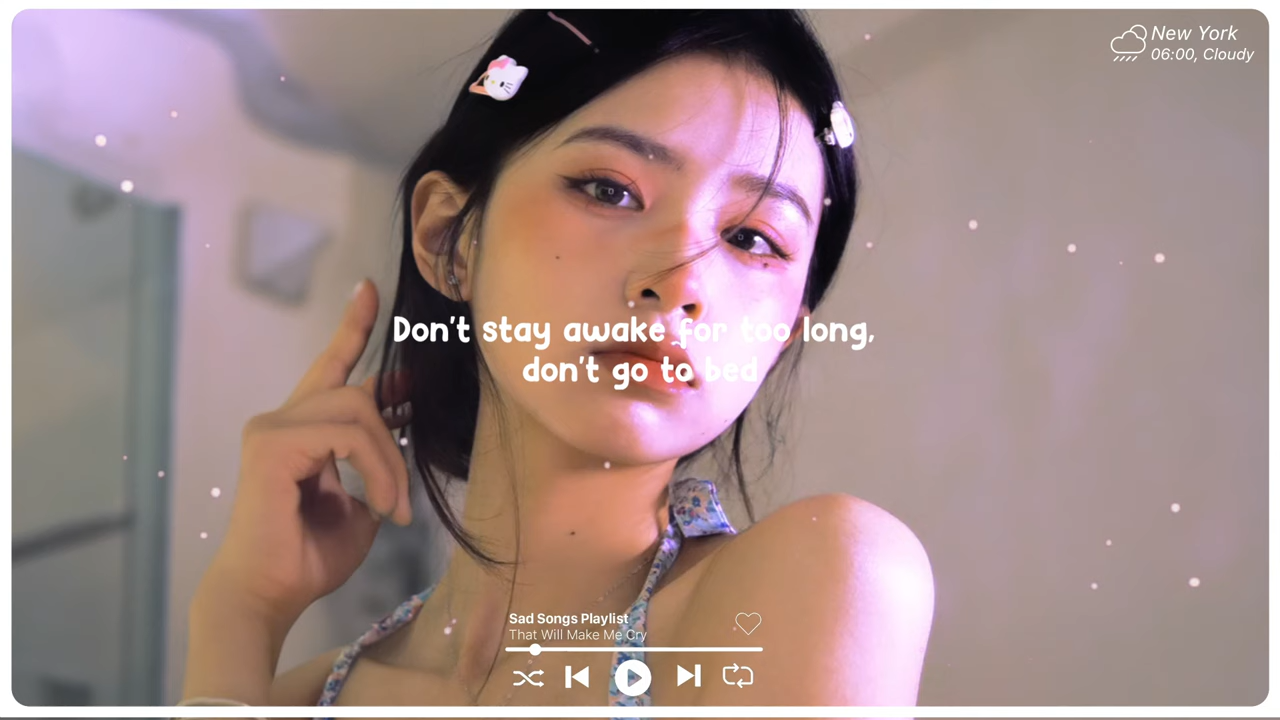 New York
06:00, Cloudy
Don't stay awake for too long,
don't go to bed
Sad Songs Playlist
That Will Make Me Cry